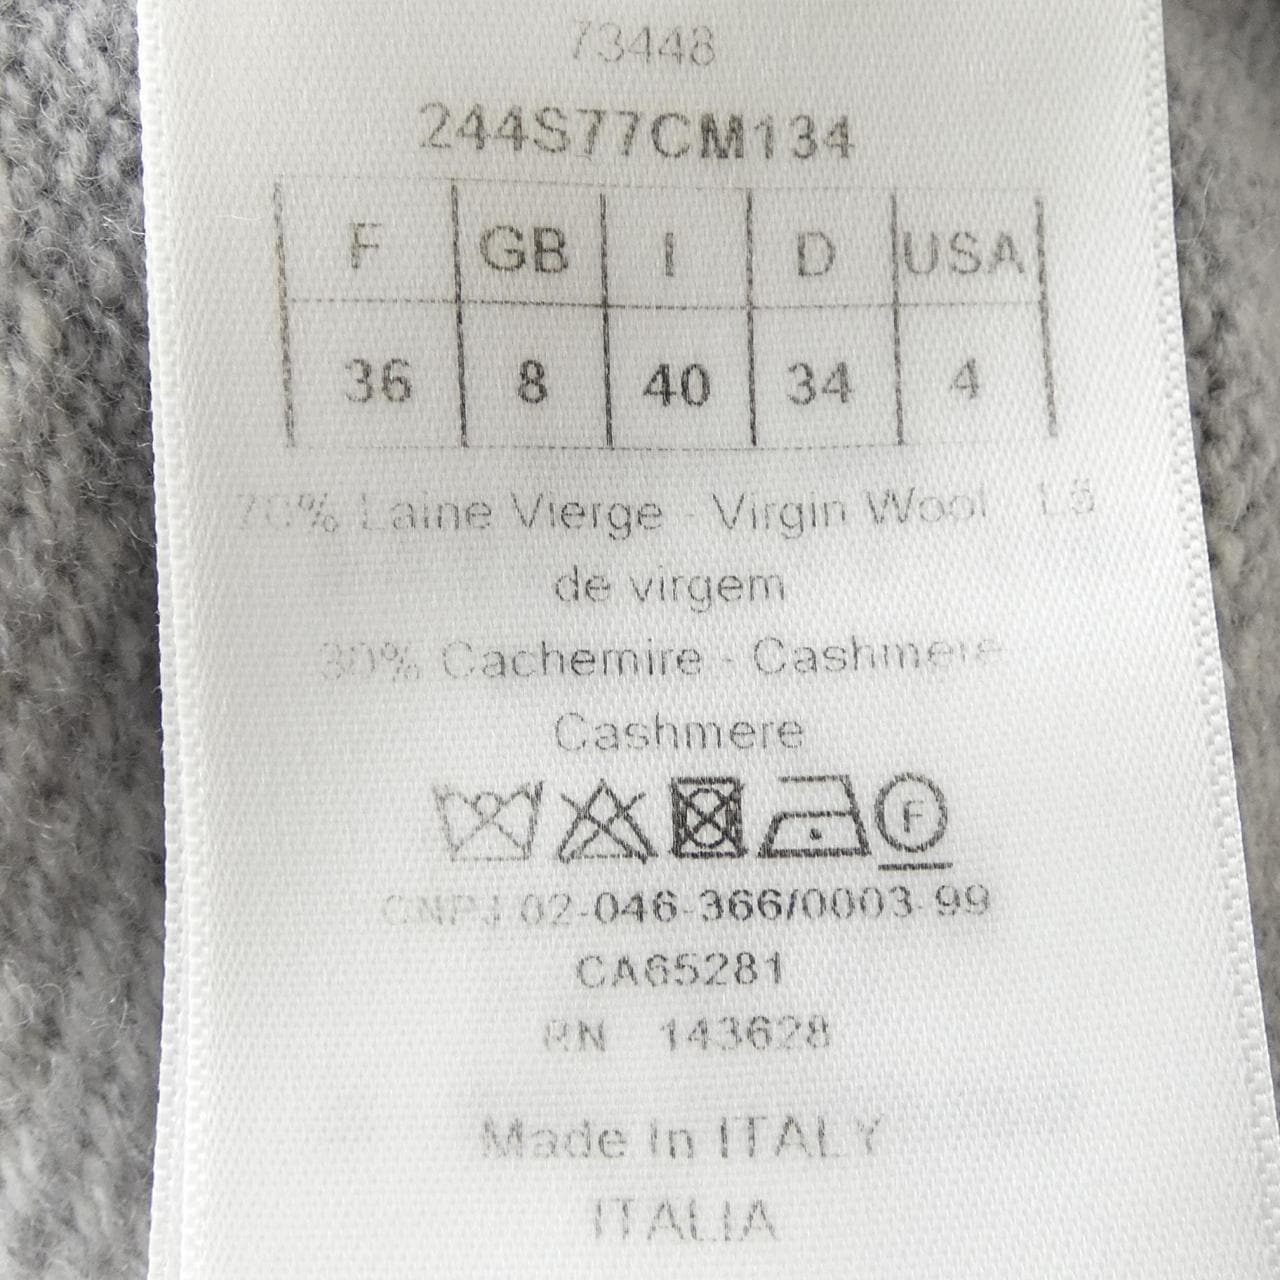 73448
244S77CM134
F GB I D USA
36 8 40 34 4
70% Laine Vierge - Virgin Wool Lã
de virgem
30% Cachemire - Cashmere
Cashmere
F
CNPJ 02-046-366/0003-99
CA65281
RN 143628
Made In ITALY
ITALIA